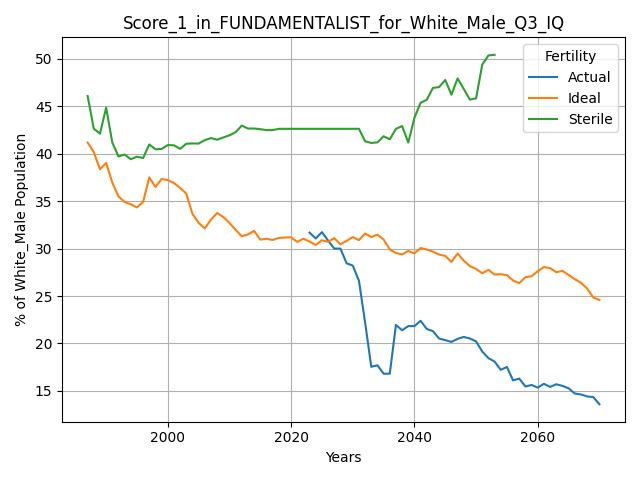 Score_1_in_FUNDAMENTALIST_for_White_Male_Q3_IQ
Fertility
Actual
Ideal
Sterile
% of White_Male Population
50
45
40
35
30
25
20
15
2000
2020
2040
2060
Years